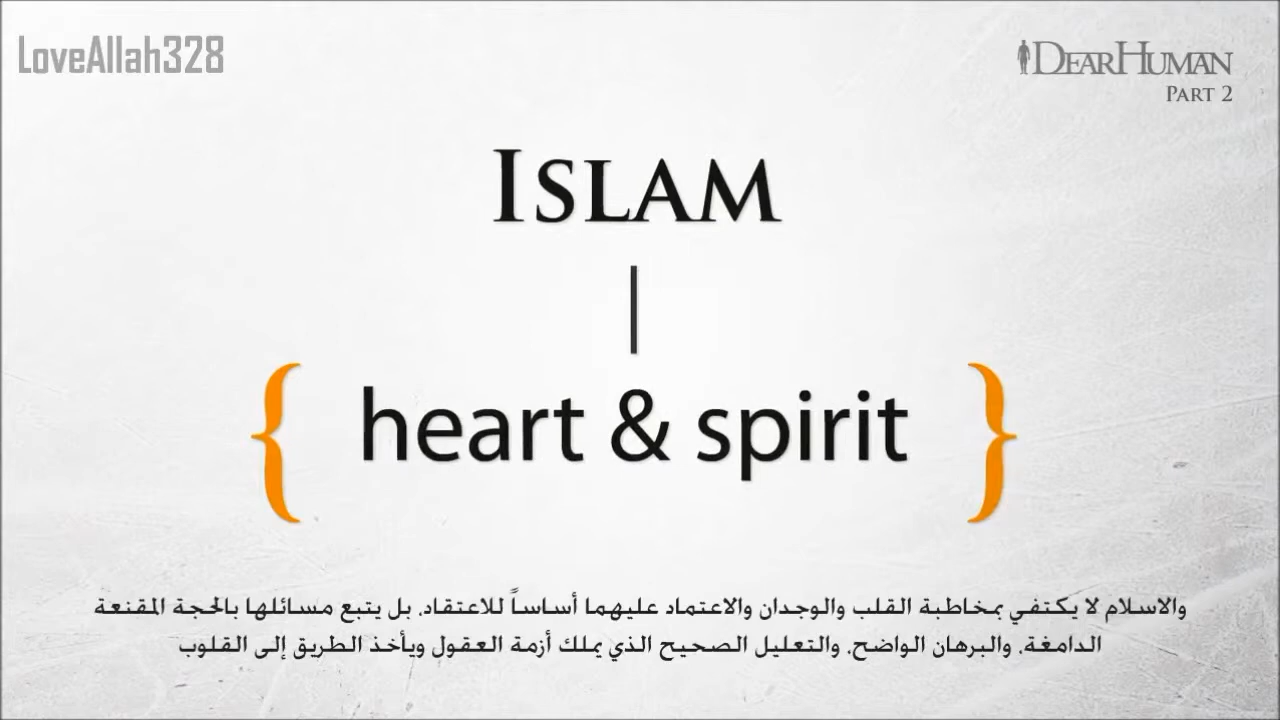 LoveAllah328
DEARHUMAN
PART 2
ISLAM
{ heart & spirit }
والاسلام لا يكتفي بمخاطبة القلب والوجدان والاعتماد عليهما أساساً للاعتقاد، بل يتبع مسائلها بالحجة المقنعة
الدامغة، والبرهان الواضح، والتعليل الصحيح الذي يملك أزمة العقول ويأخذ الطريق إلى القلوب